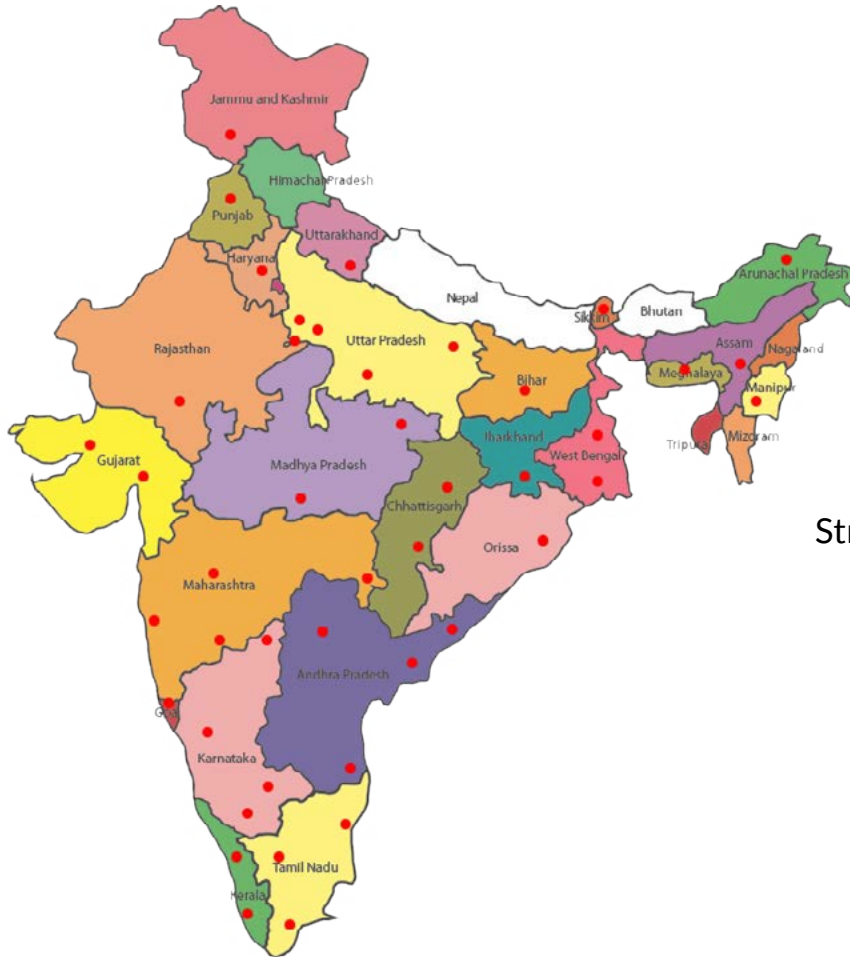 Jammu and Kashmir
Himachal Pradesh
Punjab
Uttarakhand
Haryana
Arunachal Pradesh
Nepal
Bhutan
Sikkim
Rajasthan
Uttar Pradesh
Assam
Nagaland
Bihar
Meghalaya
Manipur
Jharkhand
Tripura
Mizoram
Gujarat
Madhya Pradesh
West Bengal
Chhattisgarh
Orissa
Str
Maharashtra
Andhra Pradesh
Goa
Karnataka
Tamil Nadu
Kerala